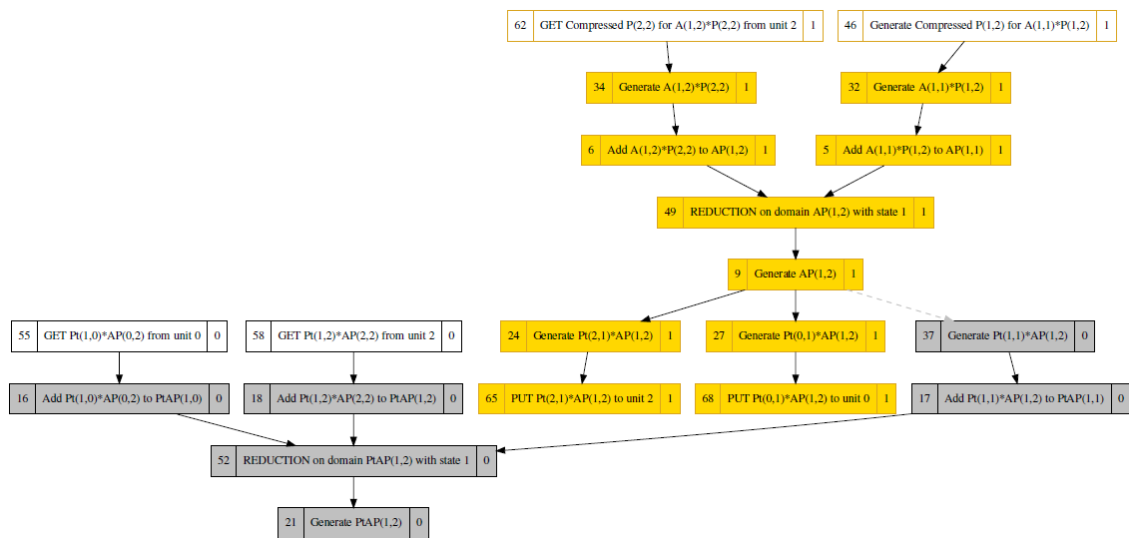 62 GET Compressed P(2,2) for A(1,2)*P(2,2) from unit 2 1
46 Generate Compressed P(1,2) for A(1,1)*P(1,2) 1
34 Generate A(1,2)*P(2,2) 1
32 Generate A(1,1)*P(1,2) 1
6 Add A(1,2)*P(2,2) to AP(1,2) 1
5 Add A(1,1)*P(1,2) to AP(1,1) 1
49 REDUCTION on domain AP(1,2) with state 1 1
9 Generate AP(1,2) 1
55 GET Pt(1,0)*AP(0,2) from unit 0 0
58 GET Pt(1,2)*AP(2,2) from unit 2 0
24 Generate Pt(2,1)*AP(1,2) 1
27 Generate Pt(0,1)*AP(1,2) 1
37 Generate Pt(1,1)*AP(1,2) 0
16 Add Pt(1,0)*AP(0,2) to PtAP(1,0) 0
18 Add Pt(1,2)*AP(2,2) to PtAP(1,2) 0
65 PUT Pt(2,1)*AP(1,2) to unit 2 1
68 PUT Pt(0,1)*AP(1,2) to unit 0 1
17 Add Pt(1,1)*AP(1,2) to PtAP(1,1) 0
52 REDUCTION on domain PtAP(1,2) with state 1 0
21 Generate PtAP(1,2) 0